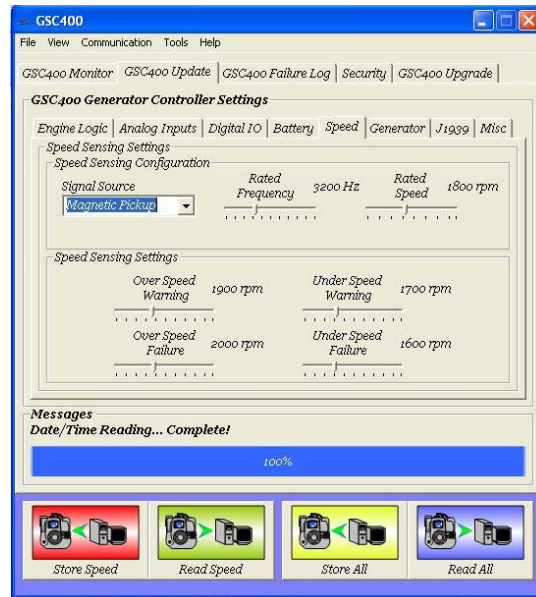 GSC400
File View Communication Tools Help
GSC400 Monitor GSC400 Update GSC400 Failure Log Security GSC400 Upgrade
GSC400 Generator Controller Settings
Engine Logic Analog Inputs Digital IO Battery Speed Generator J1939 Misc
Speed Sensing Settings
Speed Sensing Configuration
Signal Source
Magnetic Pickup
Rated
Frequency
3200 Hz
Rated
Speed
1800 rpm
Speed Sensing Settings
Over Speed
Warning
1900 rpm
Under Speed
Warning
1700 rpm
Over Speed
Failure
2000 rpm
Under Speed
Failure
1600 rpm
Messages
Date/Time Reading... Complete!
100%
Store Speed Read Speed Store All Read All